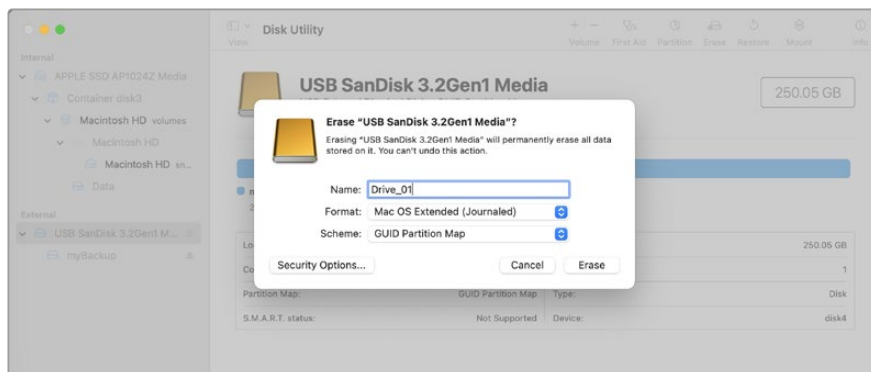 Disk Utility
View
Volume First Aid Partition Erase Restore Mount Info
Internal
APPLE SSD AP1024Z Media
Container disk3
Macintosh HD volumes
Macintosh HD
Macintosh HD sn...
Data
External
USB SanDisk 3.2Gen1 M...
myBackup
USB SanDisk 3.2Gen1 Media
250.05 GB
Erase “USB SanDisk 3.2Gen1 Media”?
Erasing “USB SanDisk 3.2Gen1 Media” will permanently erase all data
stored on it. You can't undo this action.
Name: Drive_01
Format: Mac OS Extended (Journaled)
Scheme: GUID Partition Map
Security Options... Cancel Erase
250.05 GB
1
Partition Map: GUID Partition Map Type: Disk
S.M.A.R.T. status: Not Supported Device: disk4